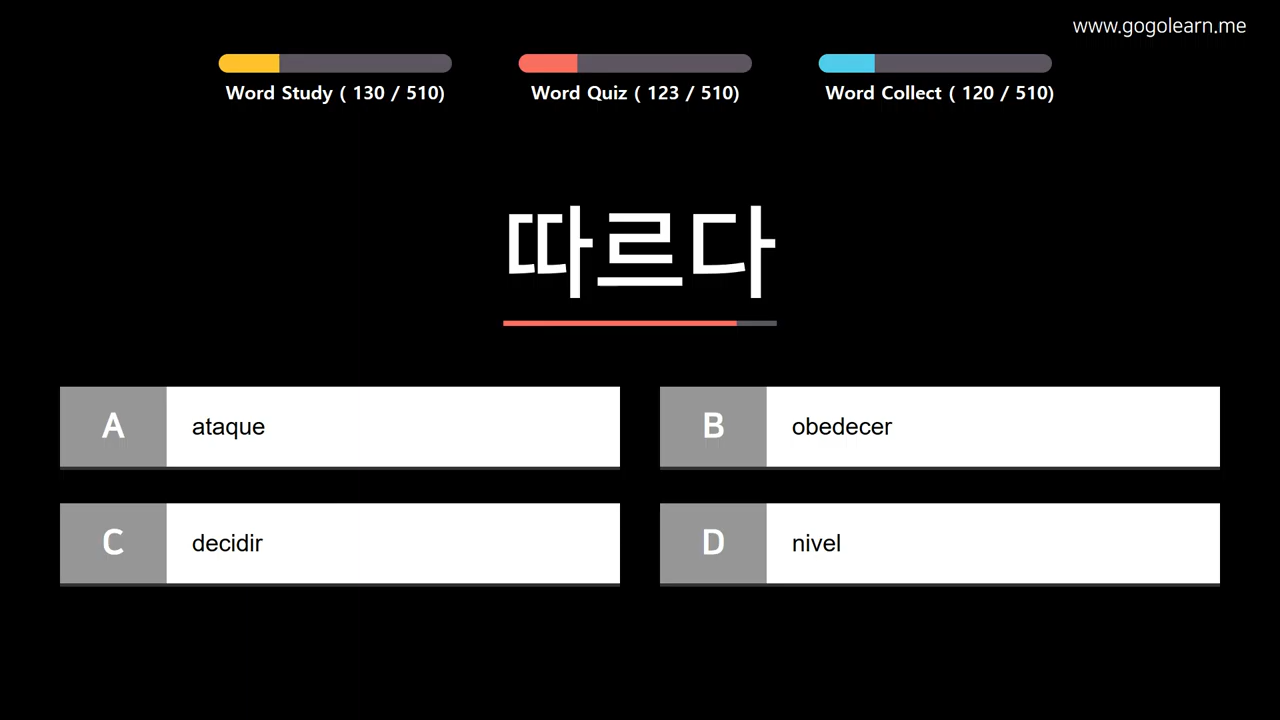 www.gogolearn.me
Word Study ( 130 / 510)
Word Quiz ( 123 / 510)
Word Collect ( 120 / 510)
따르다
A ataque
B obedecer
C decidir
D nivel